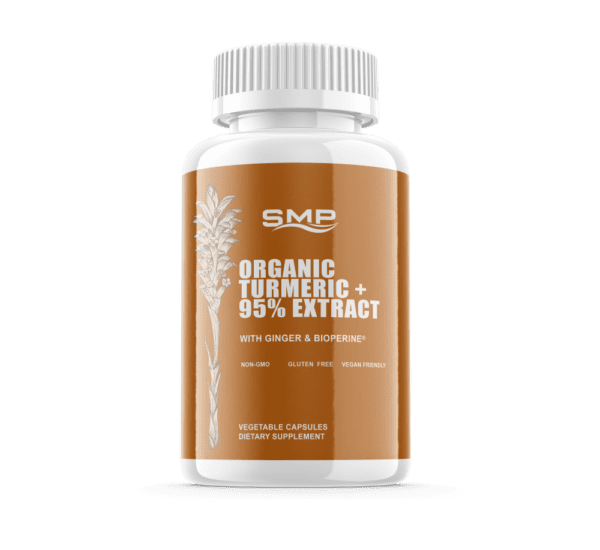 SMP
ORGANIC
TURMERIC +
95% EXTRACT
WITH GINGER & BIOPERINE®
NON-GMO GLUTEN FREE VEGAN FRIENDLY
VEGETABLE CAPSULES
DIETARY SUPPLEMENT